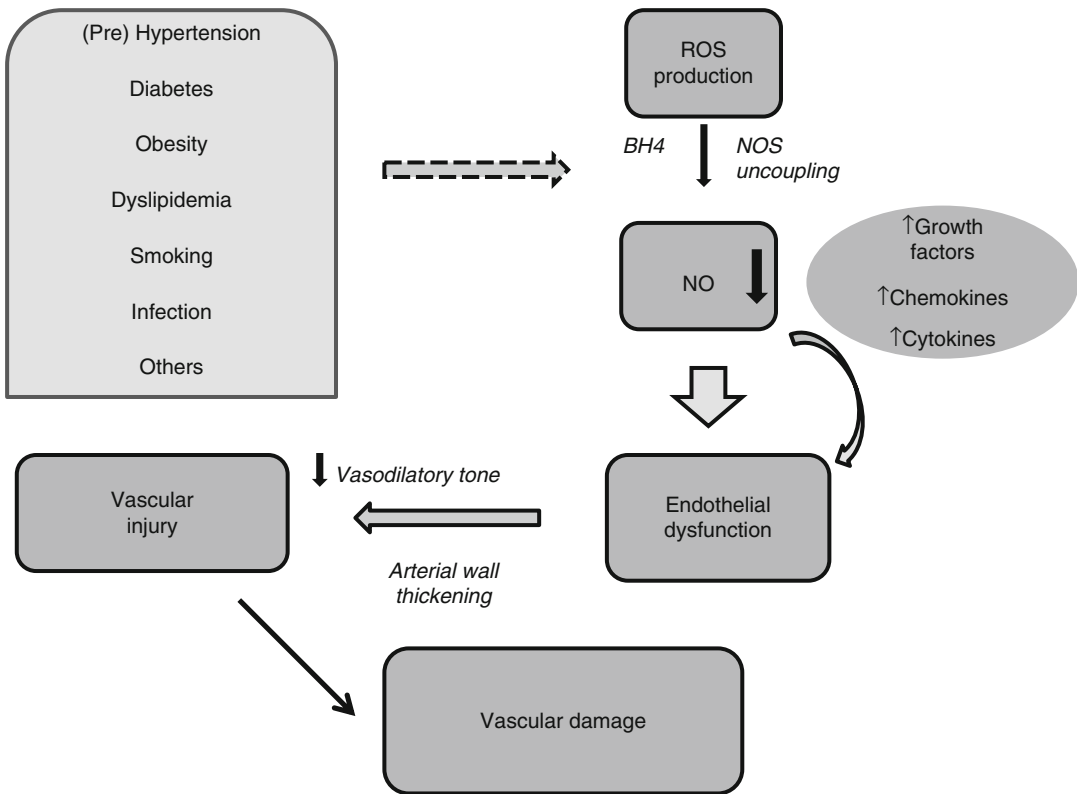 (Pre) Hypertension
Diabetes
Obesity
Dyslipidemia
Smoking
Infection
Others
ROS
production
BH4
NOS
uncoupling
NO
↑Growth
factors
↑Chemokines
↑Cytokines
Endothelial
dysfunction
Vasodilatory tone
Arterial wall
thickening
Vascular
injury
Vascular damage